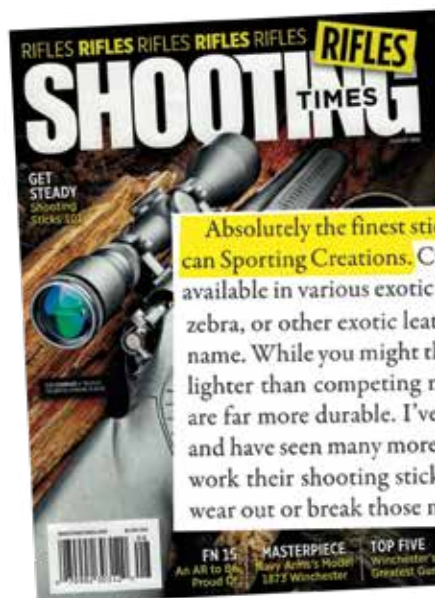 RIFLES RIFLES RIFLES RIFLES RIFLES
RIFLES
SHOOTING
TIMES
GET
STEADY
Shooting
Sticks 101
Absolutely the finest stic
can Sporting Creations. C
available in various exotic
zebra, or other exotic leat
name. While you might th
lighter than competing
are far more durable. I've
and have seen many more
work their shooting stick
wear out or break those
FN 15
An AR to Be
Proud Of
MASTERPIECE
Navy Arms's Model
1873 Winchester
TOP FIVE
Winchester's
Greatest Gun